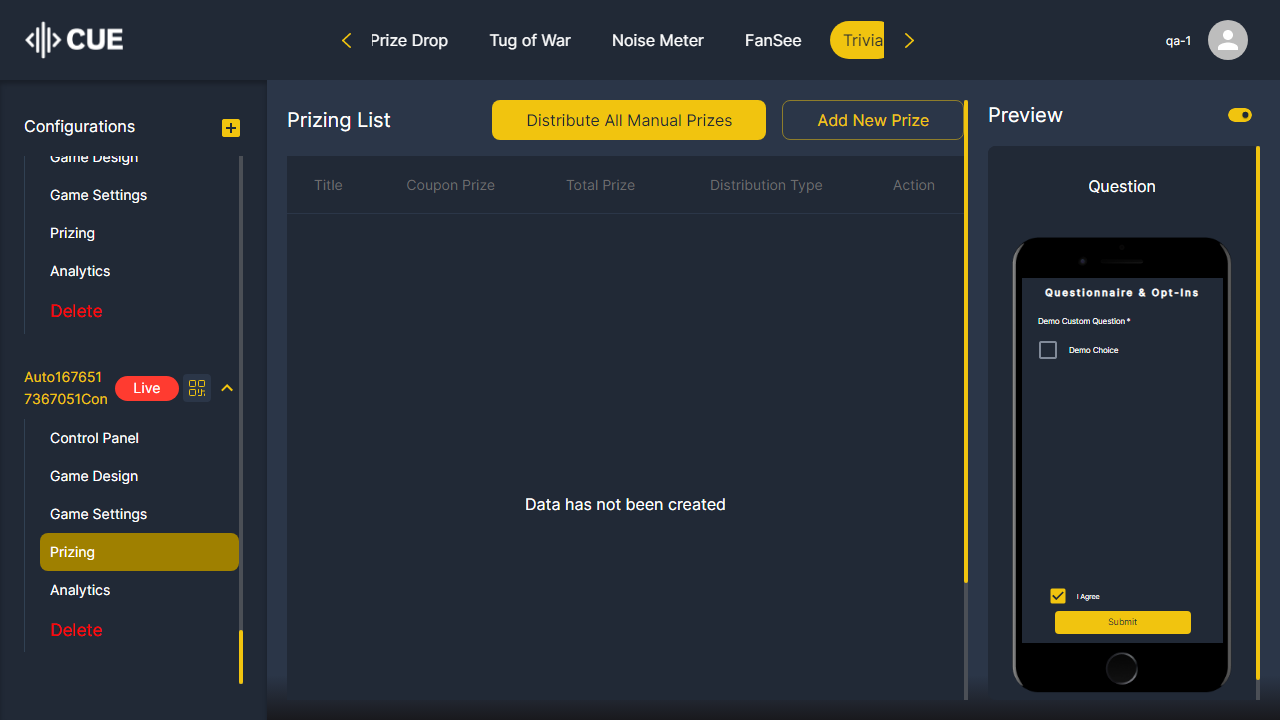 CUE
Prize Drop
Tug of War
Noise Meter
FanSee
Trivia
qa-1
Configurations
Game Design
Game Settings
Prizing
Analytics
Delete
Auto167651
7367051Con
Live
Control Panel
Game Design
Game Settings
Prizing
Analytics
Delete
Prizing List
Distribute All Manual Prizes
Add New Prize
Title
Coupon Prize
Total Prize
Distribution Type
Action
Data has not been created
Preview
Question
Questionnaire & Opt-Ins
Demo Custom Question *
Demo Choice
I Agree
Submit